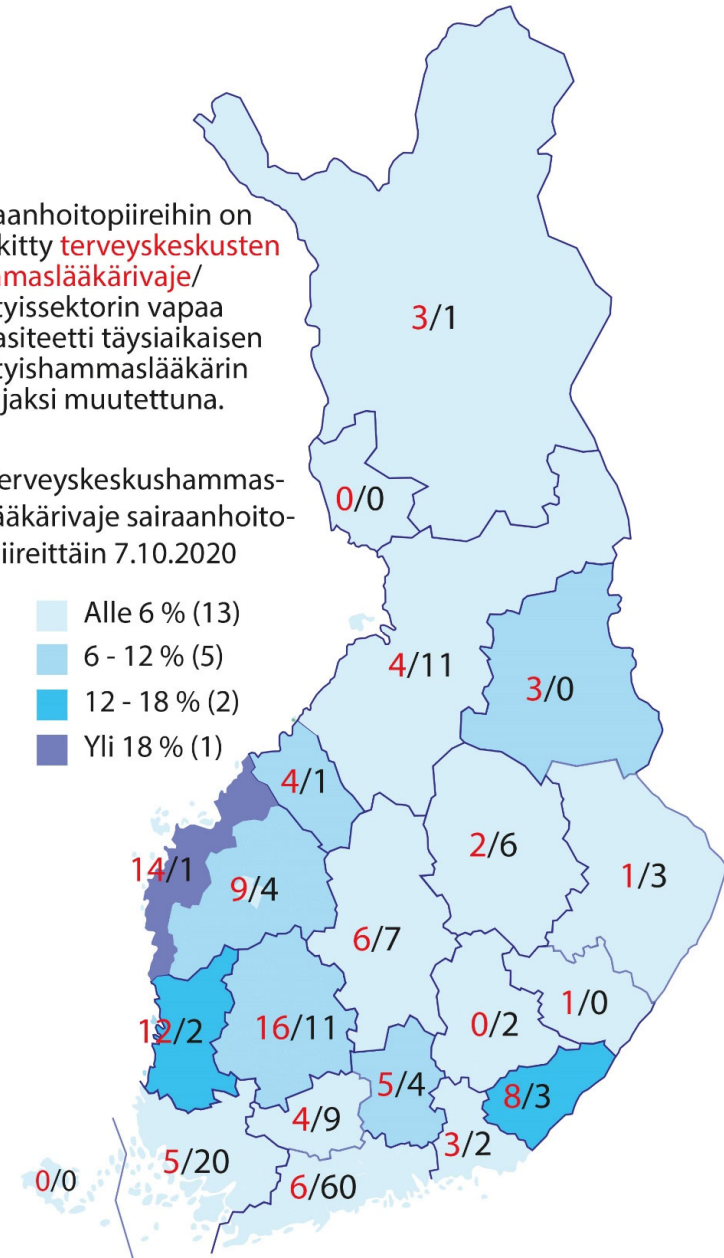 aanhoitopiireihin on
kitty terveyskeskusten
maslääkärivaje/
tyissektorin vapaa
asiteetti täysiaikaisen
tyishammaslääkärin
jaksi muutettuna.
erveyskeskushammas-
ääkärivaje sairaanhoito-
iireittäin 7.10.2020
Alle 6 % (13)
6 - 12 % (5)
12 - 18 % (2)
Yli 18 % (1)
3/1
0/0
4/11
3/0
4/1
14/1
9/4
2/6
1/3
6/7
12/2
16/11
0/2
1/0
5/4
8/3
4/9
3/2
5/20
6/60
0/0